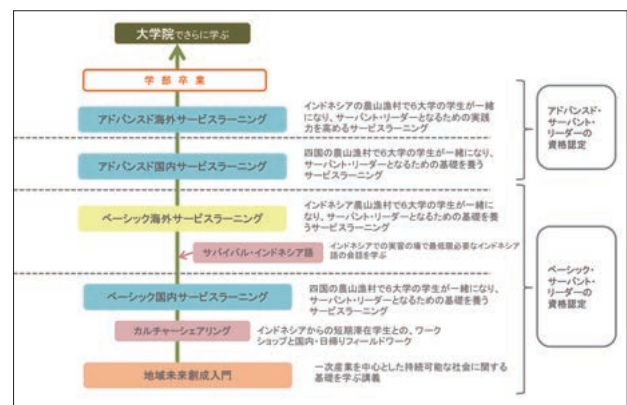 大学院でさらに学ぶ
学部卒業
アドバンスド海外サービスラーニング
インドネシアの農山漁村で6大学の学生が一緒
になり、サーバント・リーダーとなるための実践
力を高めるサービスラーニング
アドバンスド・
サーバント・
リーダーの
資格認定
アドバンスド国内サービスラーニング
四国の農山漁村で6大学の学生が一緒になり、
サーバント・リーダーとなるための基礎を養う
サービスラーニング
ベーシック海外サービスラーニング
インドネシア農山漁村で6大学の学生が一緒に
なり、サーバント・リーダーとなるための基礎を養
うサービスラーニング
サバイバル・インドネシア語
インドネシアでの実習の場で最低限必要なインドネシア
語の会話を学ぶ
ベーシック国内サービスラーニング
四国の農山漁村で6大学の学生が一緒になり、
サーバント・リーダーとなるための基礎を養う
サービスラーニング
ベーシック・
サーバント・
リーダーの
資格認定
カルチャーシェアリング
インドネシアからの短期滞在学生との、ワーク
ショップと国内・日帰りフィールドワーク
地域未来創成入門
一次産業を中心とした持続可能な社会に関する
基礎を学ぶ講義